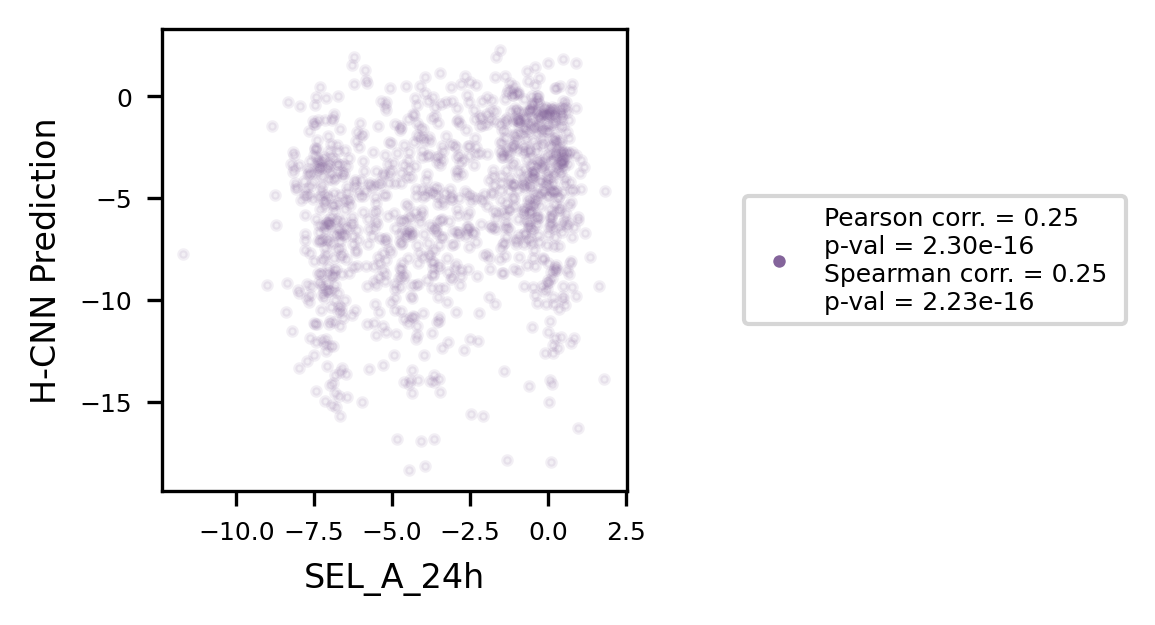 H-CNN Prediction
0
−5
−10
−15
−10.0 −7.5 −5.0 −2.5 0.0 2.5
SEL_A_24h
Pearson corr. = 0.25
p-val = 2.30e-16
Spearman corr. = 0.25
p-val = 2.23e-16